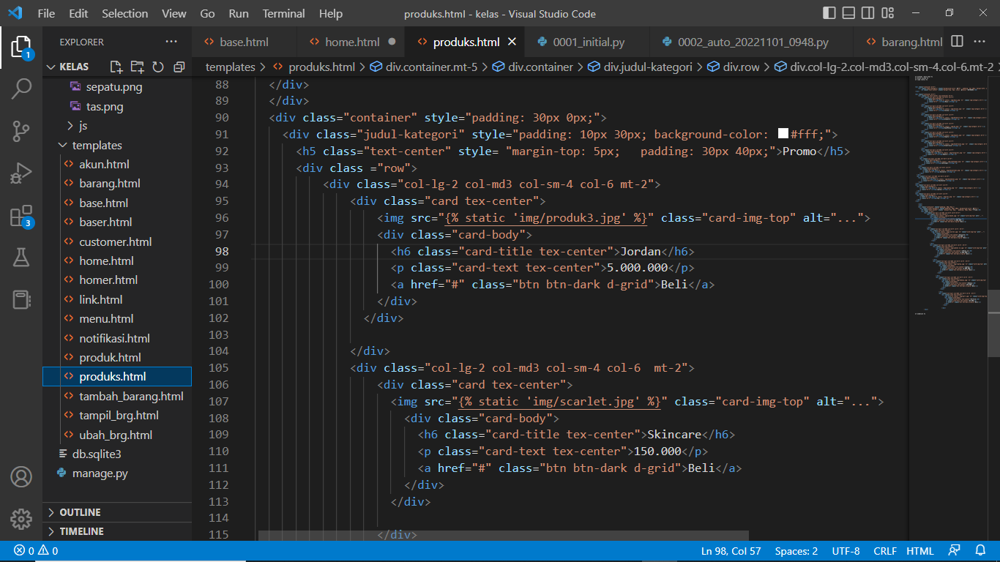 File Edit Selection View Go Run Terminal Help
produks.html - kelas - Visual Studio Code
EXPLORER
base.html
home.html
produks.html
0001_initial.py
0002_auto_20221101_0948.py
barang.html
KELAS
templates > produks.html > div.container.mt-5 > div.container > div.judul-kategori > div.row > div.col-lg-2.col-md3.col-sm-4.col-6.mt-2
1
3
sepatu.png
tas.png
js
templates
akun.html
barang.html
base.html
baser.html
customer.html
home.html
homer.html
link.html
menu.html
notifikasi.html
produk.html
produks.html
tambah_barang.html
tampil_brg.html
ubah_brg.html
db.sqlite3
manage.py
OUTLINE
TIMELINE
88 </div>
89 </div>
90 <div class="container" style="padding: 30px 0px;">
91 <div class="judul-kategori" style="padding: 10px 30px; background-color: #fff;">
92 <h5 class="text-center" style= "margin-top: 5px;   padding: 30px 40px;">Promo</h5>
93 <div class ="row">
94 <div class="col-lg-2 col-md3 col-sm-4 col-6 mt-2">
95 <div class="card tex-center">
96 <img src="{% static 'img/produk3.jpg' %}" class="card-img-top" alt="...">
97 <div class="card-body">
98 <h6 class="card-title tex-center">Jordan</h6>
99 <p class="card-text tex-center">5.000.000</p>
100 <a href="#" class="btn btn-dark d-grid">Beli</a>
101 </div>
102 </div>
103
104 </div>
105 <div class="col-lg-2 col-md3 col-sm-4 col-6  mt-2">
106 <div class="card tex-center">
107 <img src="{% static 'img/scarlet.jpg' %}" class="card-img-top" alt="...">
108 <div class="card-body">
109 <h6 class="card-title tex-center">Skincare</h6>
110 <p class="card-text tex-center">150.000</p>
111 <a href="#" class="btn btn-dark d-grid">Beli</a>
112 </div>
113 </div>
114
115 </div>
0 0
Ln 98, Col 57
Spaces: 2
UTF-8
CRLF
HTML